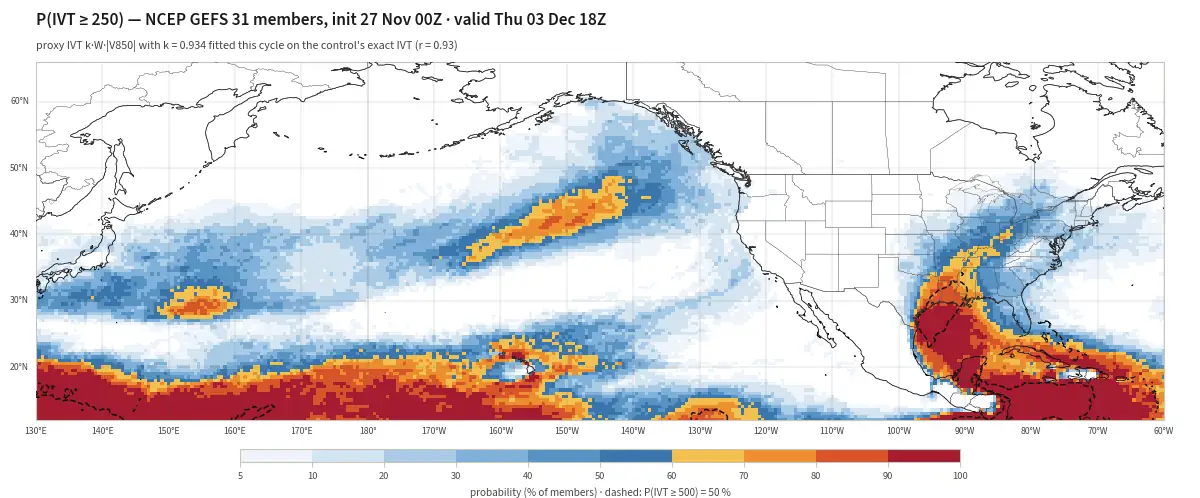 P(IVT ≥ 250) — NCEP GEFS 31 members, init 27 Nov 00Z · valid Thu 03 Dec 18Z
proxy IVT k·W·|V850| with k = 0.934 fitted this cycle on the control's exact IVT (r = 0.93)
60°N
50°N
40°N
30°N
20°N
130°E 140°E 150°E 160°E 170°E 180° 170°W 160°W 150°W 140°W 130°W 120°W 110°W 100°W 90°W 80°W 70°W 60°W
5 10 20 30 40 50 60 70 80 90 100
probability (% of members) · dashed: P(IVT ≥ 500) = 50 %